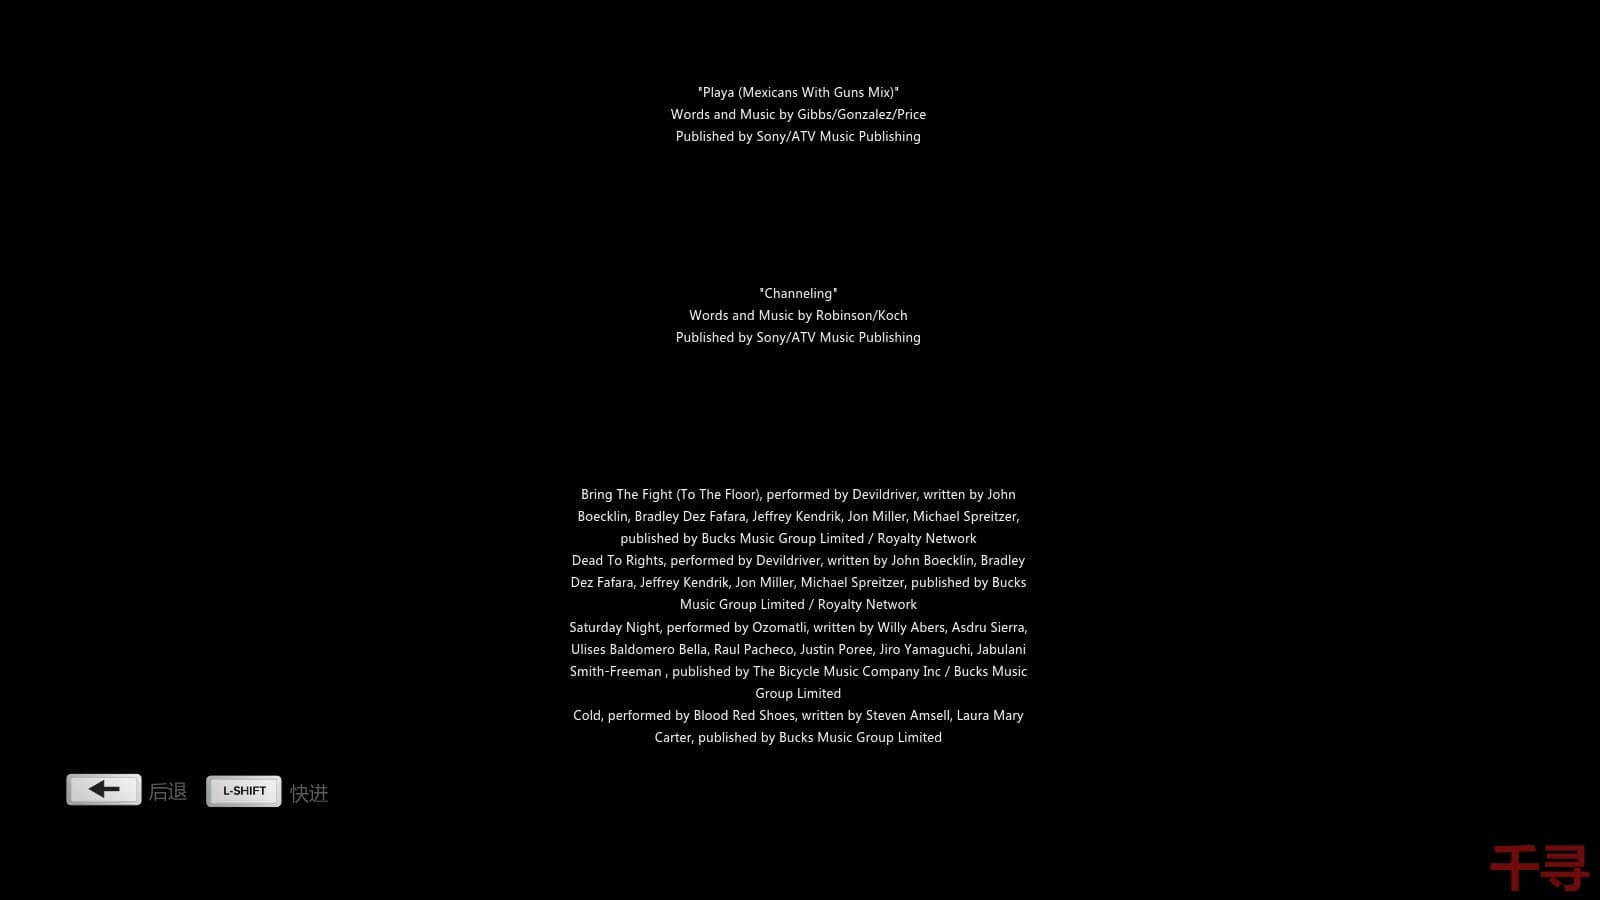 "Playa (Mexicans With Guns Mix)"
Words and Music by Gibbs/Gonzalez/Price
Published by Sony/ATV Music Publishing
"Channeling"
Words and Music by Robinson/Koch
Published by Sony/ATV Music Publishing
Bring The Fight (To The Floor), performed by Devildriver, written by John
Boecklin, Bradley Dez Fafara, Jeffrey Kendrik, Jon Miller, Michael Spreitzer,
published by Bucks Music Group Limited / Royalty Network
Dead To Rights, performed by Devildriver, written by John Boecklin, Bradley
Dez Fafara, Jeffrey Kendrik, Jon Miller, Michael Spreitzer, published by Bucks
Music Group Limited / Royalty Network
Saturday Night, performed by Ozomatli, written by Willy Abers, Asdru Sierra,
Ulises Baldomero Bella, Raul Pacheco, Justin Poree, Jiro Yamaguchi, Jabulani
Smith-Freeman , published by The Bicycle Music Company Inc / Bucks Music
Group Limited
Cold, performed by Blood Red Shoes, written by Steven Amsell, Laura Mary
Carter, published by Bucks Music Group Limited
后退 L-SHIFT 快进
千寻